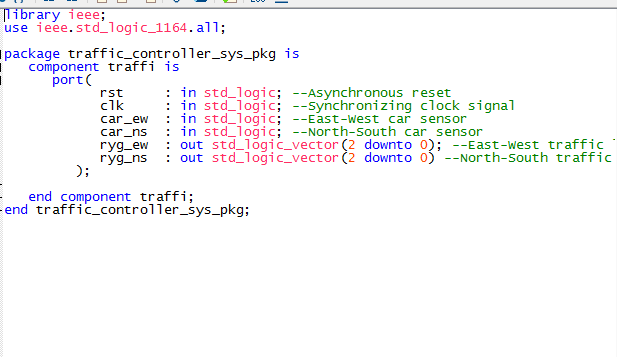 library ieee;
use ieee.std_logic_1164.all;
package traffic_controller_sys_pkg is
component traffi is
port(
rst : in std_logic; --Asynchronous reset
clk : in std_logic; --Synchronizing clock signal
car_ew : in std_logic; --East-West car sensor
car_ns : in std_logic; --North-South car sensor
ryg_ew : out std_logic_vector(2 downto 0); --East-West traffic
ryg_ns : out std_logic_vector(2 downto 0) --North-South traffic
);
end component traffi;
end traffic_controller_sys_pkg;